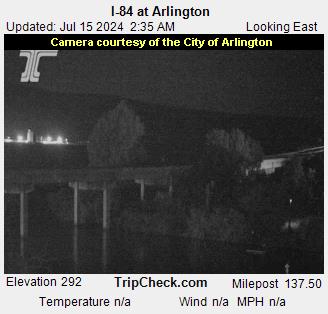 I-84 at Arlington
Updated: Jul 15 2024 2:35 AM Looking East
Camera courtesy of the City of Arlington
Elevation 292 TripCheck.com Milepost 137.50
Temperature n/a Wind n/a MPH n/a